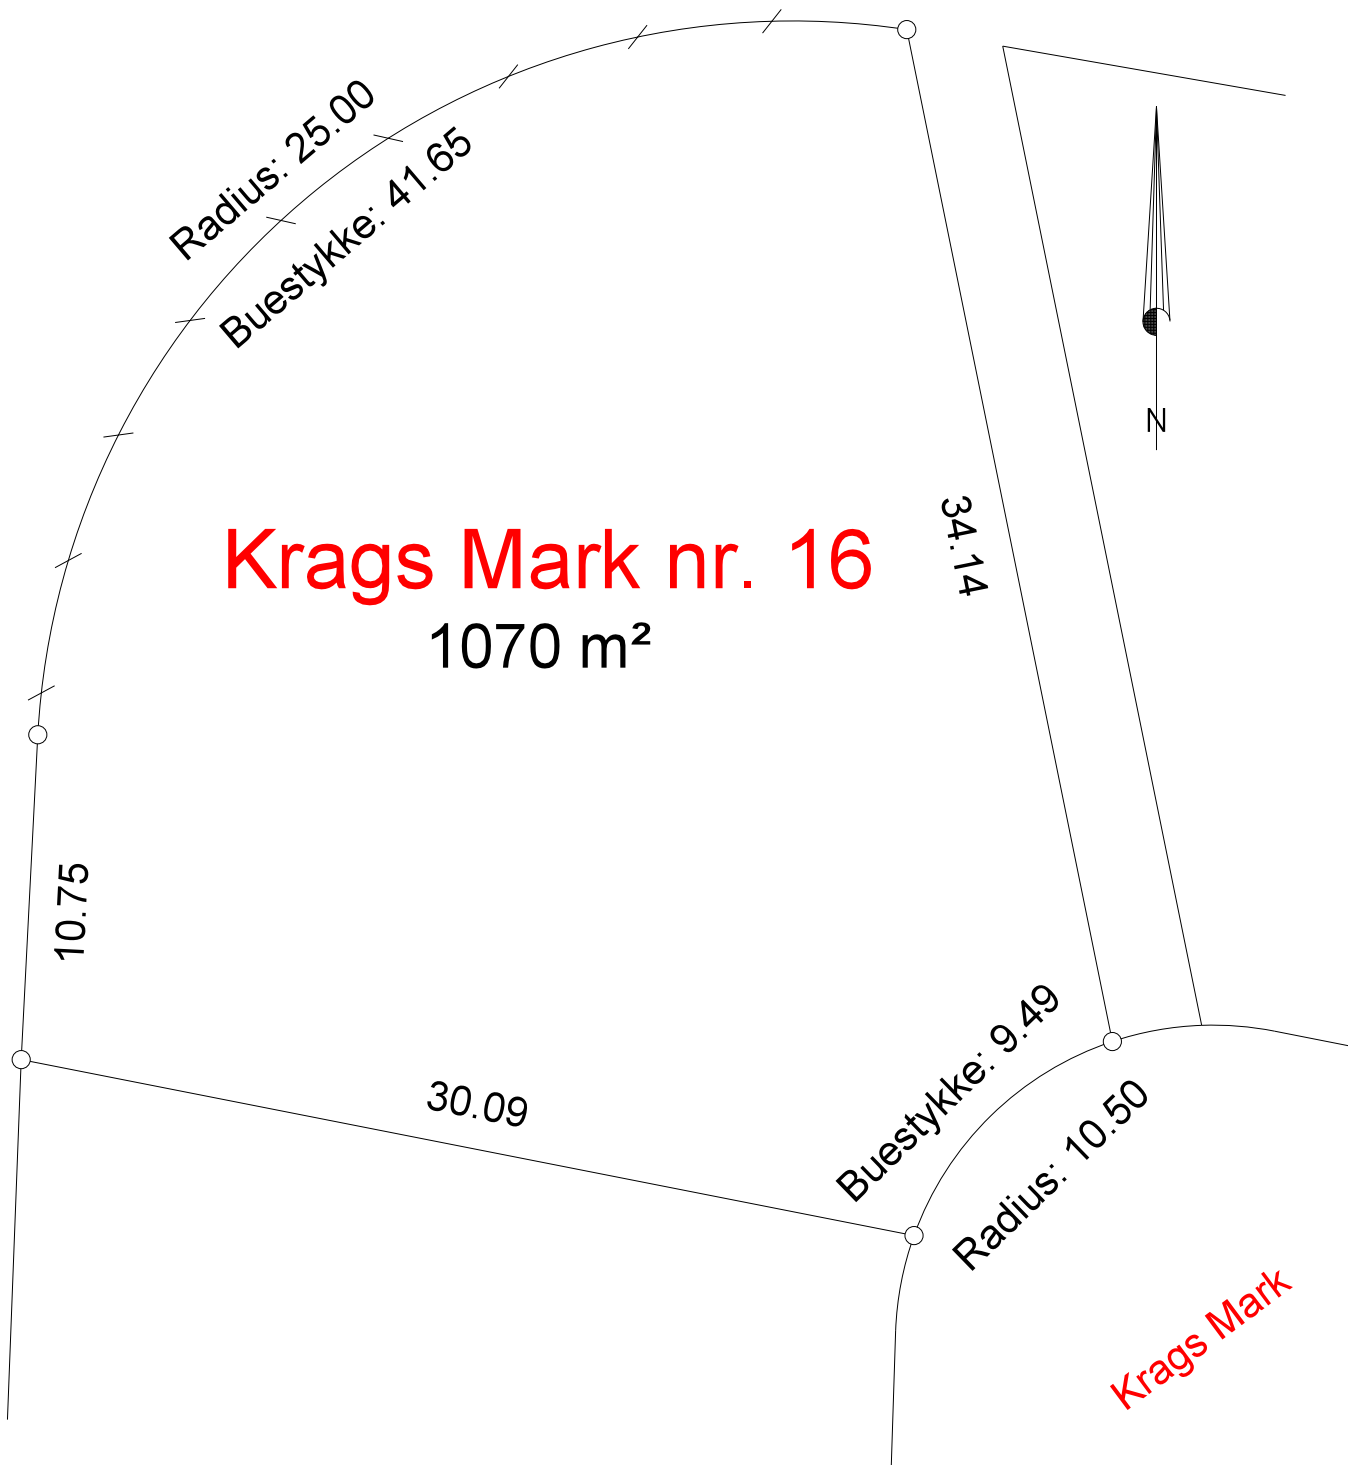 Radius: 25.00
Buestykke: 41.65
N
34.14
Krags Mark nr. 16
1070 m²
10.75
30.09
Buestykke: 9.49
Radius: 10.50
Krags Mark